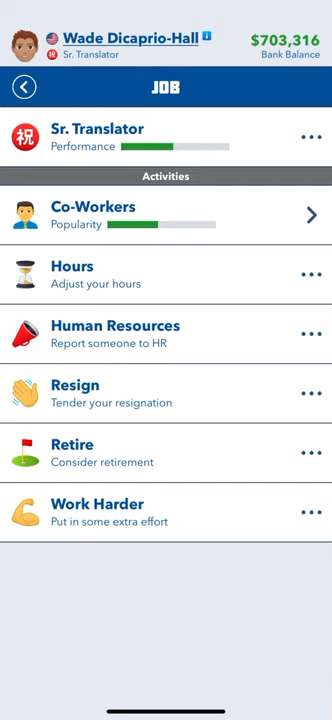 Wade Dicaprio-Hall i
$703,316
㊗ Sr. Translator
Bank Balance
JOB
Sr. Translator
祝
Performance
Activities
Co-Workers
Popularity
Hours
Adjust your hours
Human Resources
Report someone to HR
Resign
Tender your resignation
Retire
Consider retirement
Work Harder
Put in some extra effort